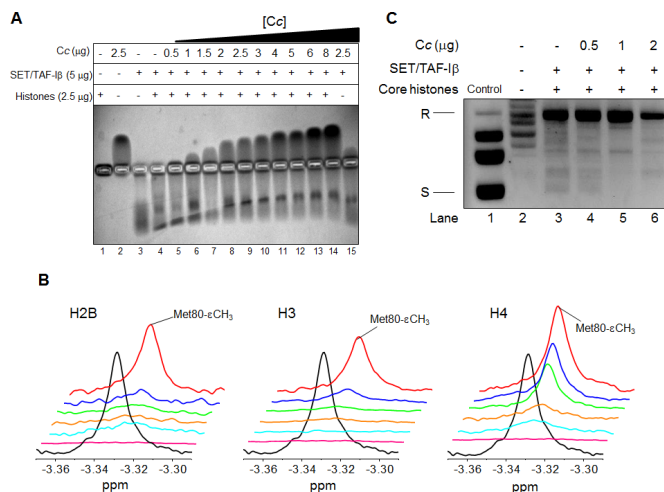 A
[Cc]
Cc (µg) - 2.5 - - 0.5 1 1.5 2 2.5 3 4 5 6 8 2.5
SET/TAF-Iβ (5 µg) - - + + + + + + + + + + + + +
Histones (2.5 µg) + - - + + + + + + + + + + + -
1 2 3 4 5 6 7 8 9 10 11 12 13 14 15
C
Cc (µg) - - 0.5 1 2
SET/TAF-Iβ - + + + +
Core histones Control - + + + +
R
S
Lane 1 2 3 4 5 6
B
H2B
Met80-εCH3
-3.36 -3.34 -3.32 -3.30
ppm
H3
Met80-εCH3
-3.36 -3.34 -3.32 -3.30
ppm
H4
Met80-εCH3
-3.36 -3.34 -3.32 -3.30
ppm